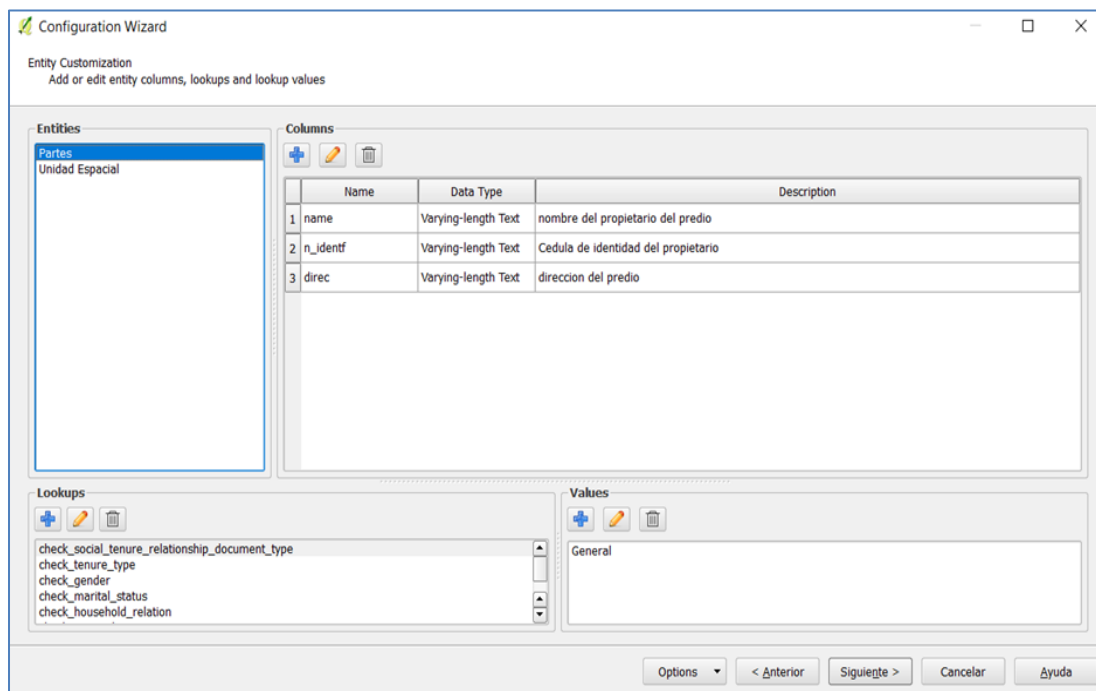 Configuration Wizard
Entity Customization
Add or edit entity columns, lookups and lookup values
Entities
Partes
Unidad Espacial
Columns
Name Data Type Description
1 name Varying-length Text nombre del propietario del predio
2 n_identf Varying-length Text Cedula de identidad del propietario
3 direc Varying-length Text direccion del predio
Lookups
check_social_tenure_relationship_document_type
check_tenure_type
check_gender
check_marital_status
check_household_relation
Values
General
Options < Anterior Siguiente > Cancelar Ayuda